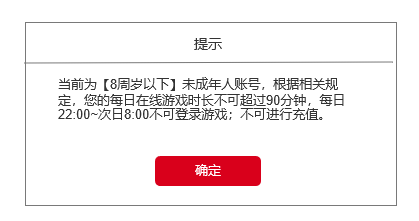 提示
当前为【8周岁以下】未成年人账号，根据相关规
定，您的每日在线游戏时长不可超过90分钟，每日
22:00~次日8:00不可登录游戏；不可进行充值。
确定